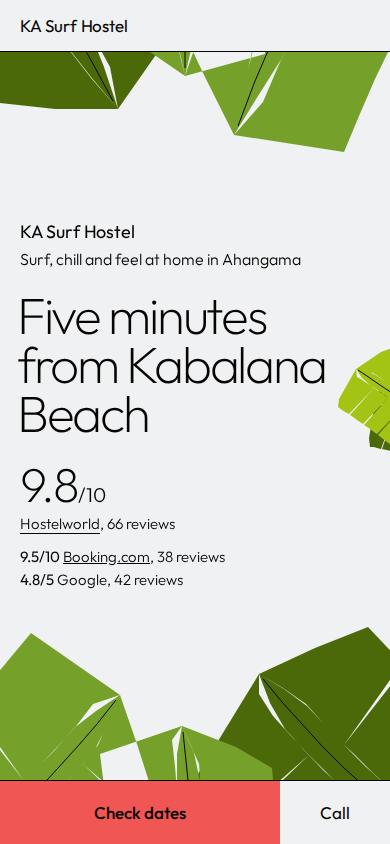 KA Surf Hostel
KA Surf Hostel
Surf, chill and feel at home in Ahangama
Five minutes
from Kabalana
Beach
9.8/10
Hostelworld, 66 reviews
9.5/10 Booking.com, 38 reviews
4.8/5 Google, 42 reviews
Check dates
Call